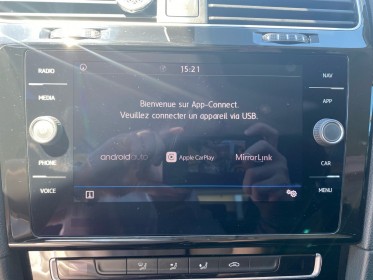 RADIO
15:21
NAV
MEDIA
APP
Bienvenue sur App-Connect.
Veuillez connecter un appareil via USB.
PHONE
androidauto
Apple CarPlay
MirrorLink
CAR
VOICE
MENU